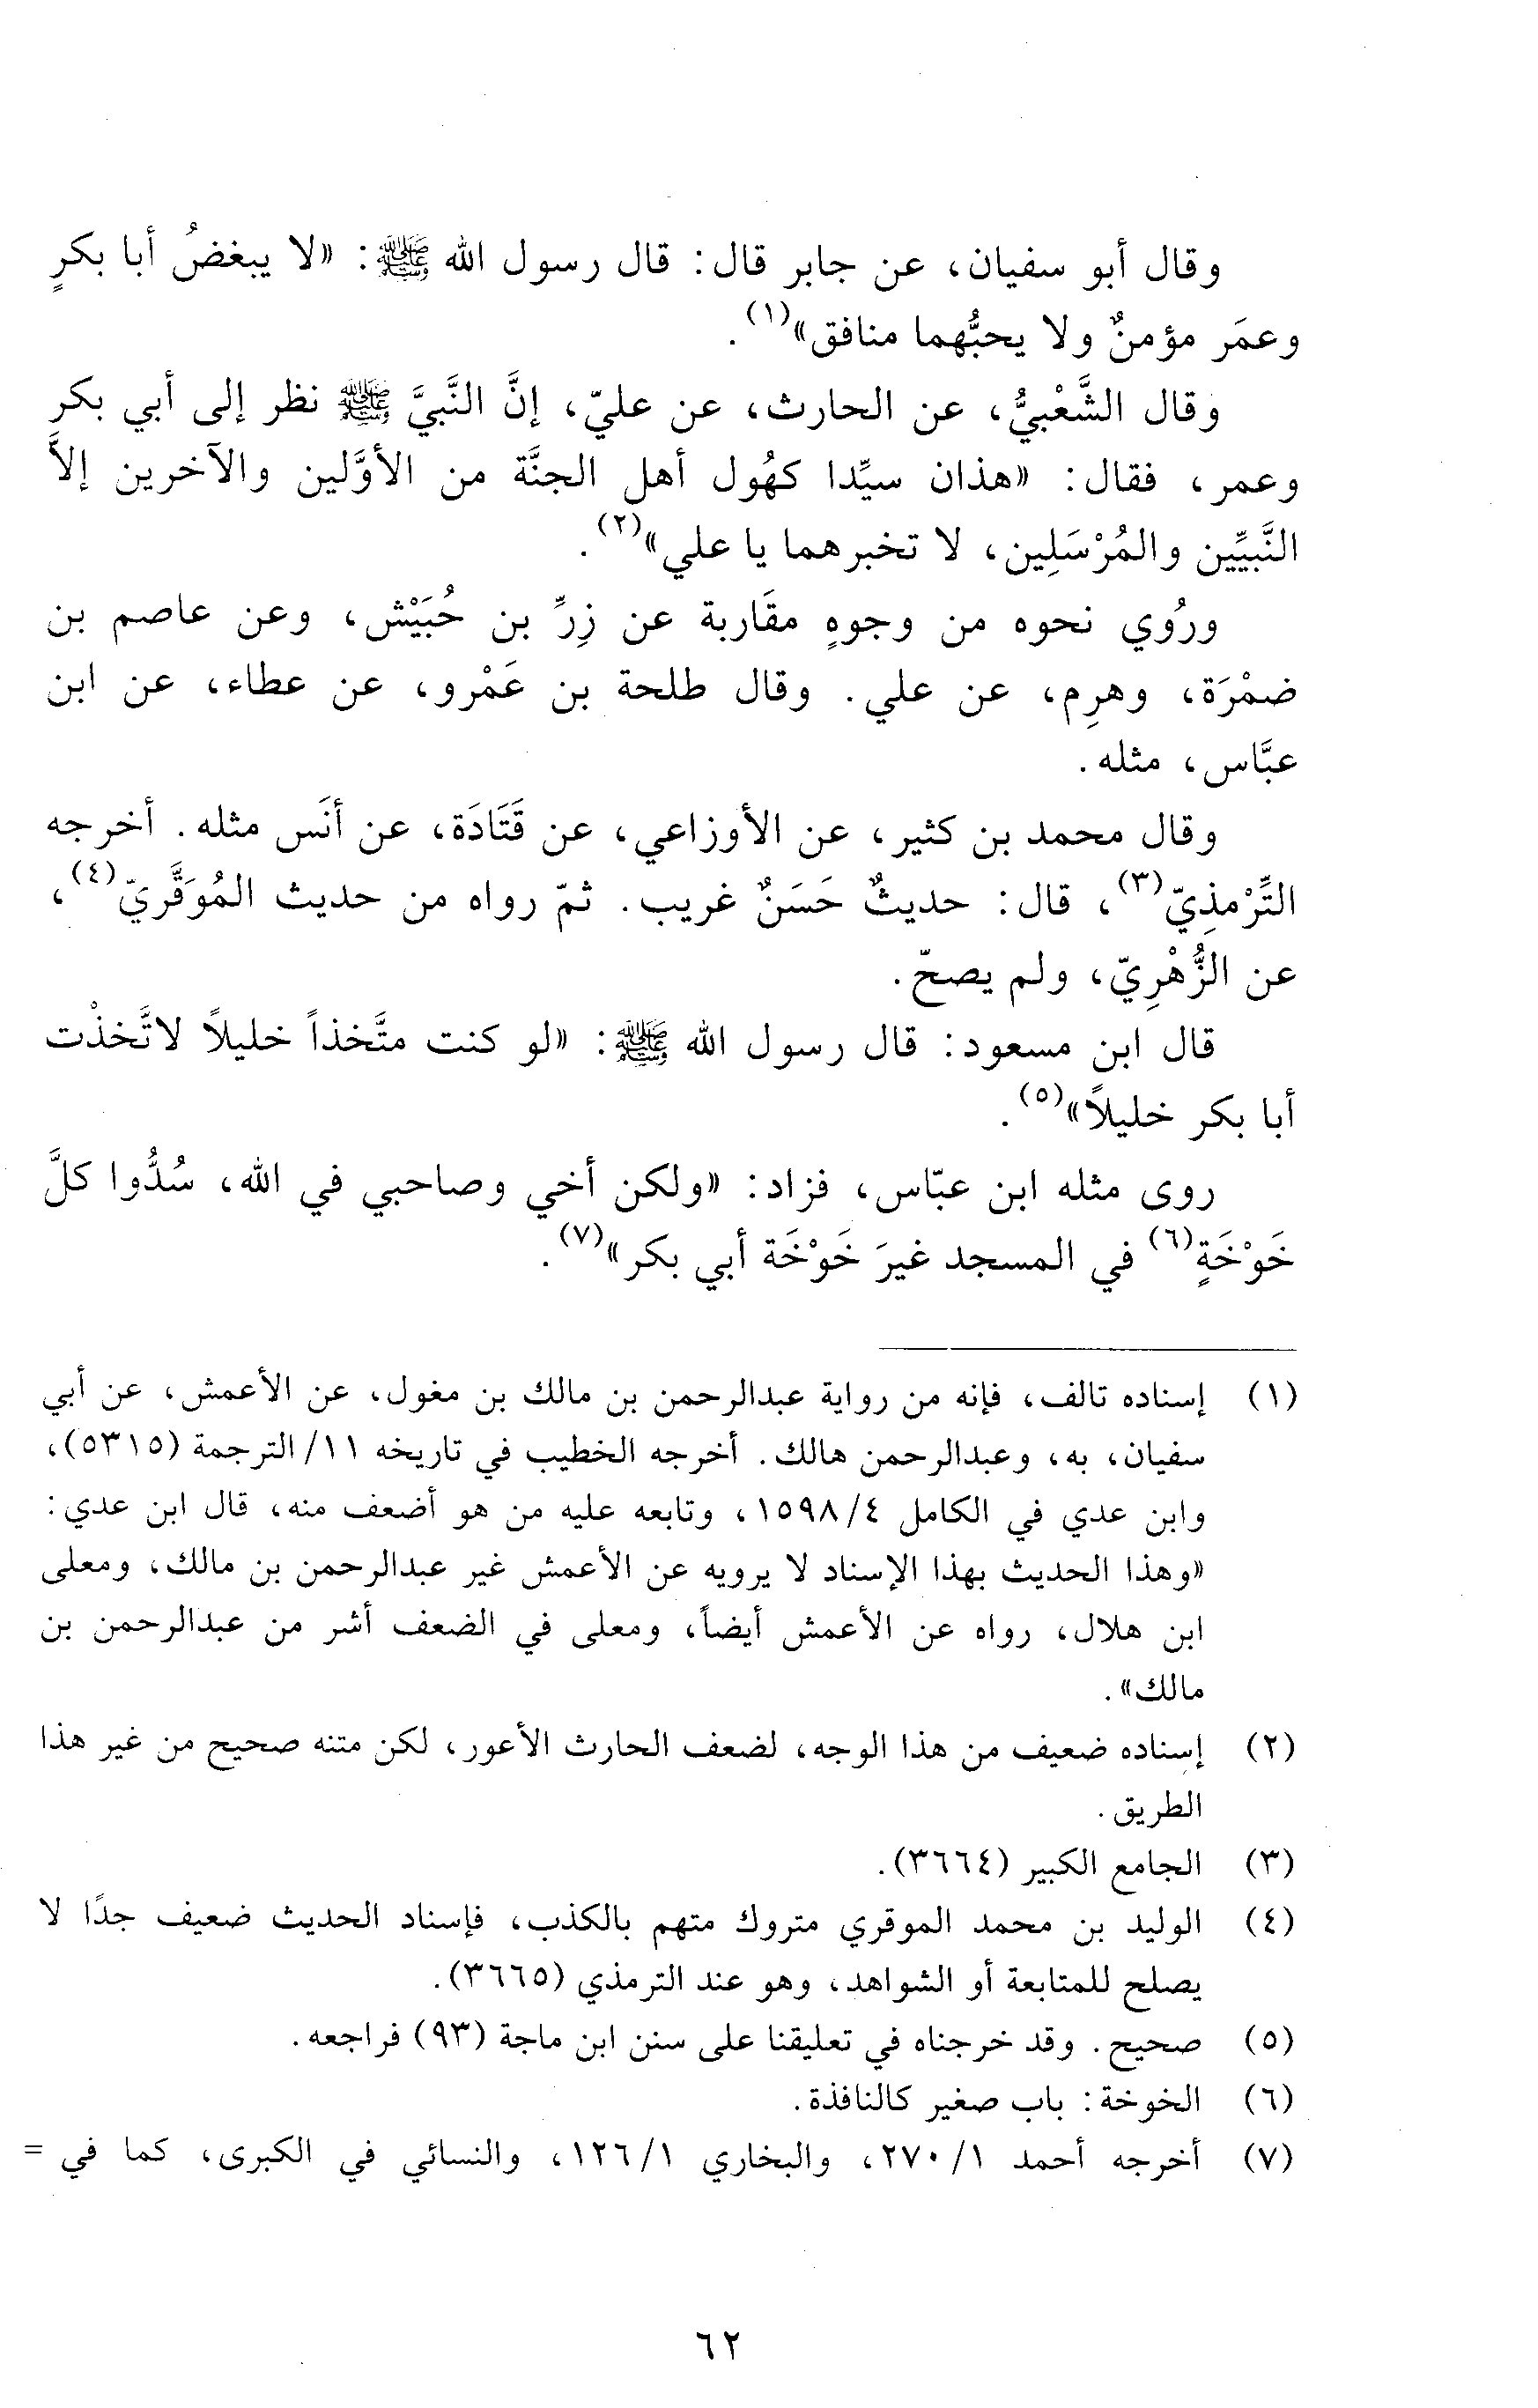 وقال أبو سفيان، عن جابر قال: قال رسول الله ﷺ: «لا يبغضُ أبا بكرٍ
وعمَر مؤمنٌ ولا يحبُّهما منافق»(١).
وقال الشَّعْبيُّ، عن الحارث، عن عليّ، إنَّ النَّبيَّ ﷺ نظر إلى أبي بكر
وعمر، فقال: «هذان سيِّدا كهُول أهل الجنَّة من الأوَّلين والآخرين إلاَّ
النَّبيِّين والمُرْسَلِين، لا تخبرهما يا علي»(٢).
ورُوي نحوه من وجوهٍ مقَاربة عن زِرِّ بن حُبَيْش، وعن عاصم بن
ضمْرَة، وهرِم، عن علي. وقال طلحة بن عَمْرو، عن عطاء، عن ابن
عبَّاس، مثله.
وقال محمد بن كثير، عن الأوزاعي، عن قَتَادَة، عن أنَس مثله. أخرجه
التِّرْمذِيّ(٣)، قال: حديثٌ حَسَنٌ غريب. ثمّ رواه من حديث المُوَقَّريّ(٤)،
عن الزُّهْرِيّ، ولم يصحّ.
قال ابن مسعود: قال رسول الله ﷺ: «لو كنت متَّخذاً خليلاً لاتَّخذْت
أبا بكر خليلاً»(٥).
روى مثله ابن عبّاس، فزاد: «ولكن أخي وصاحبي في الله، سُدُّوا كلَّ
خَوْخَةٍ(٦) في المسجد غيرَ خَوْخَة أبي بكر»(٧).
(١) إسناده تالف، فإنه من رواية عبدالرحمن بن مالك بن مغول، عن الأعمش، عن أبي
سفيان، به، وعبدالرحمن هالك. أخرجه الخطيب في تاريخه ١١/ الترجمة (٥٣١٥)،
وابن عدي في الكامل ٤/ ١٥٩٨، وتابعه عليه من هو أضعف منه، قال ابن عدي:
«وهذا الحديث بهذا الإسناد لا يرويه عن الأعمش غير عبدالرحمن بن مالك، ومعلى
ابن هلال، رواه عن الأعمش أيضاً، ومعلى في الضعف أشر من عبدالرحمن بن
مالك».
(٢) إسناده ضعيف من هذا الوجه، لضعف الحارث الأعور، لكن متنه صحيح من غير هذا
الطريق.
(٣) الجامع الكبير (٣٦٦٤).
(٤) الوليد بن محمد الموقري متروك متهم بالكذب، فإسناد الحديث ضعيف جدًا لا
يصلح للمتابعة أو الشواهد، وهو عند الترمذي (٣٦٦٥).
(٥) صحيح. وقد خرجناه في تعليقنا على سنن ابن ماجة (٩٣) فراجعه.
(٦) الخوخة: باب صغير كالنافذة.
(٧) أخرجه أحمد ١/ ٢٧٠، والبخاري ١/ ١٢٦، والنسائي في الكبرى، كما في =
٦٢